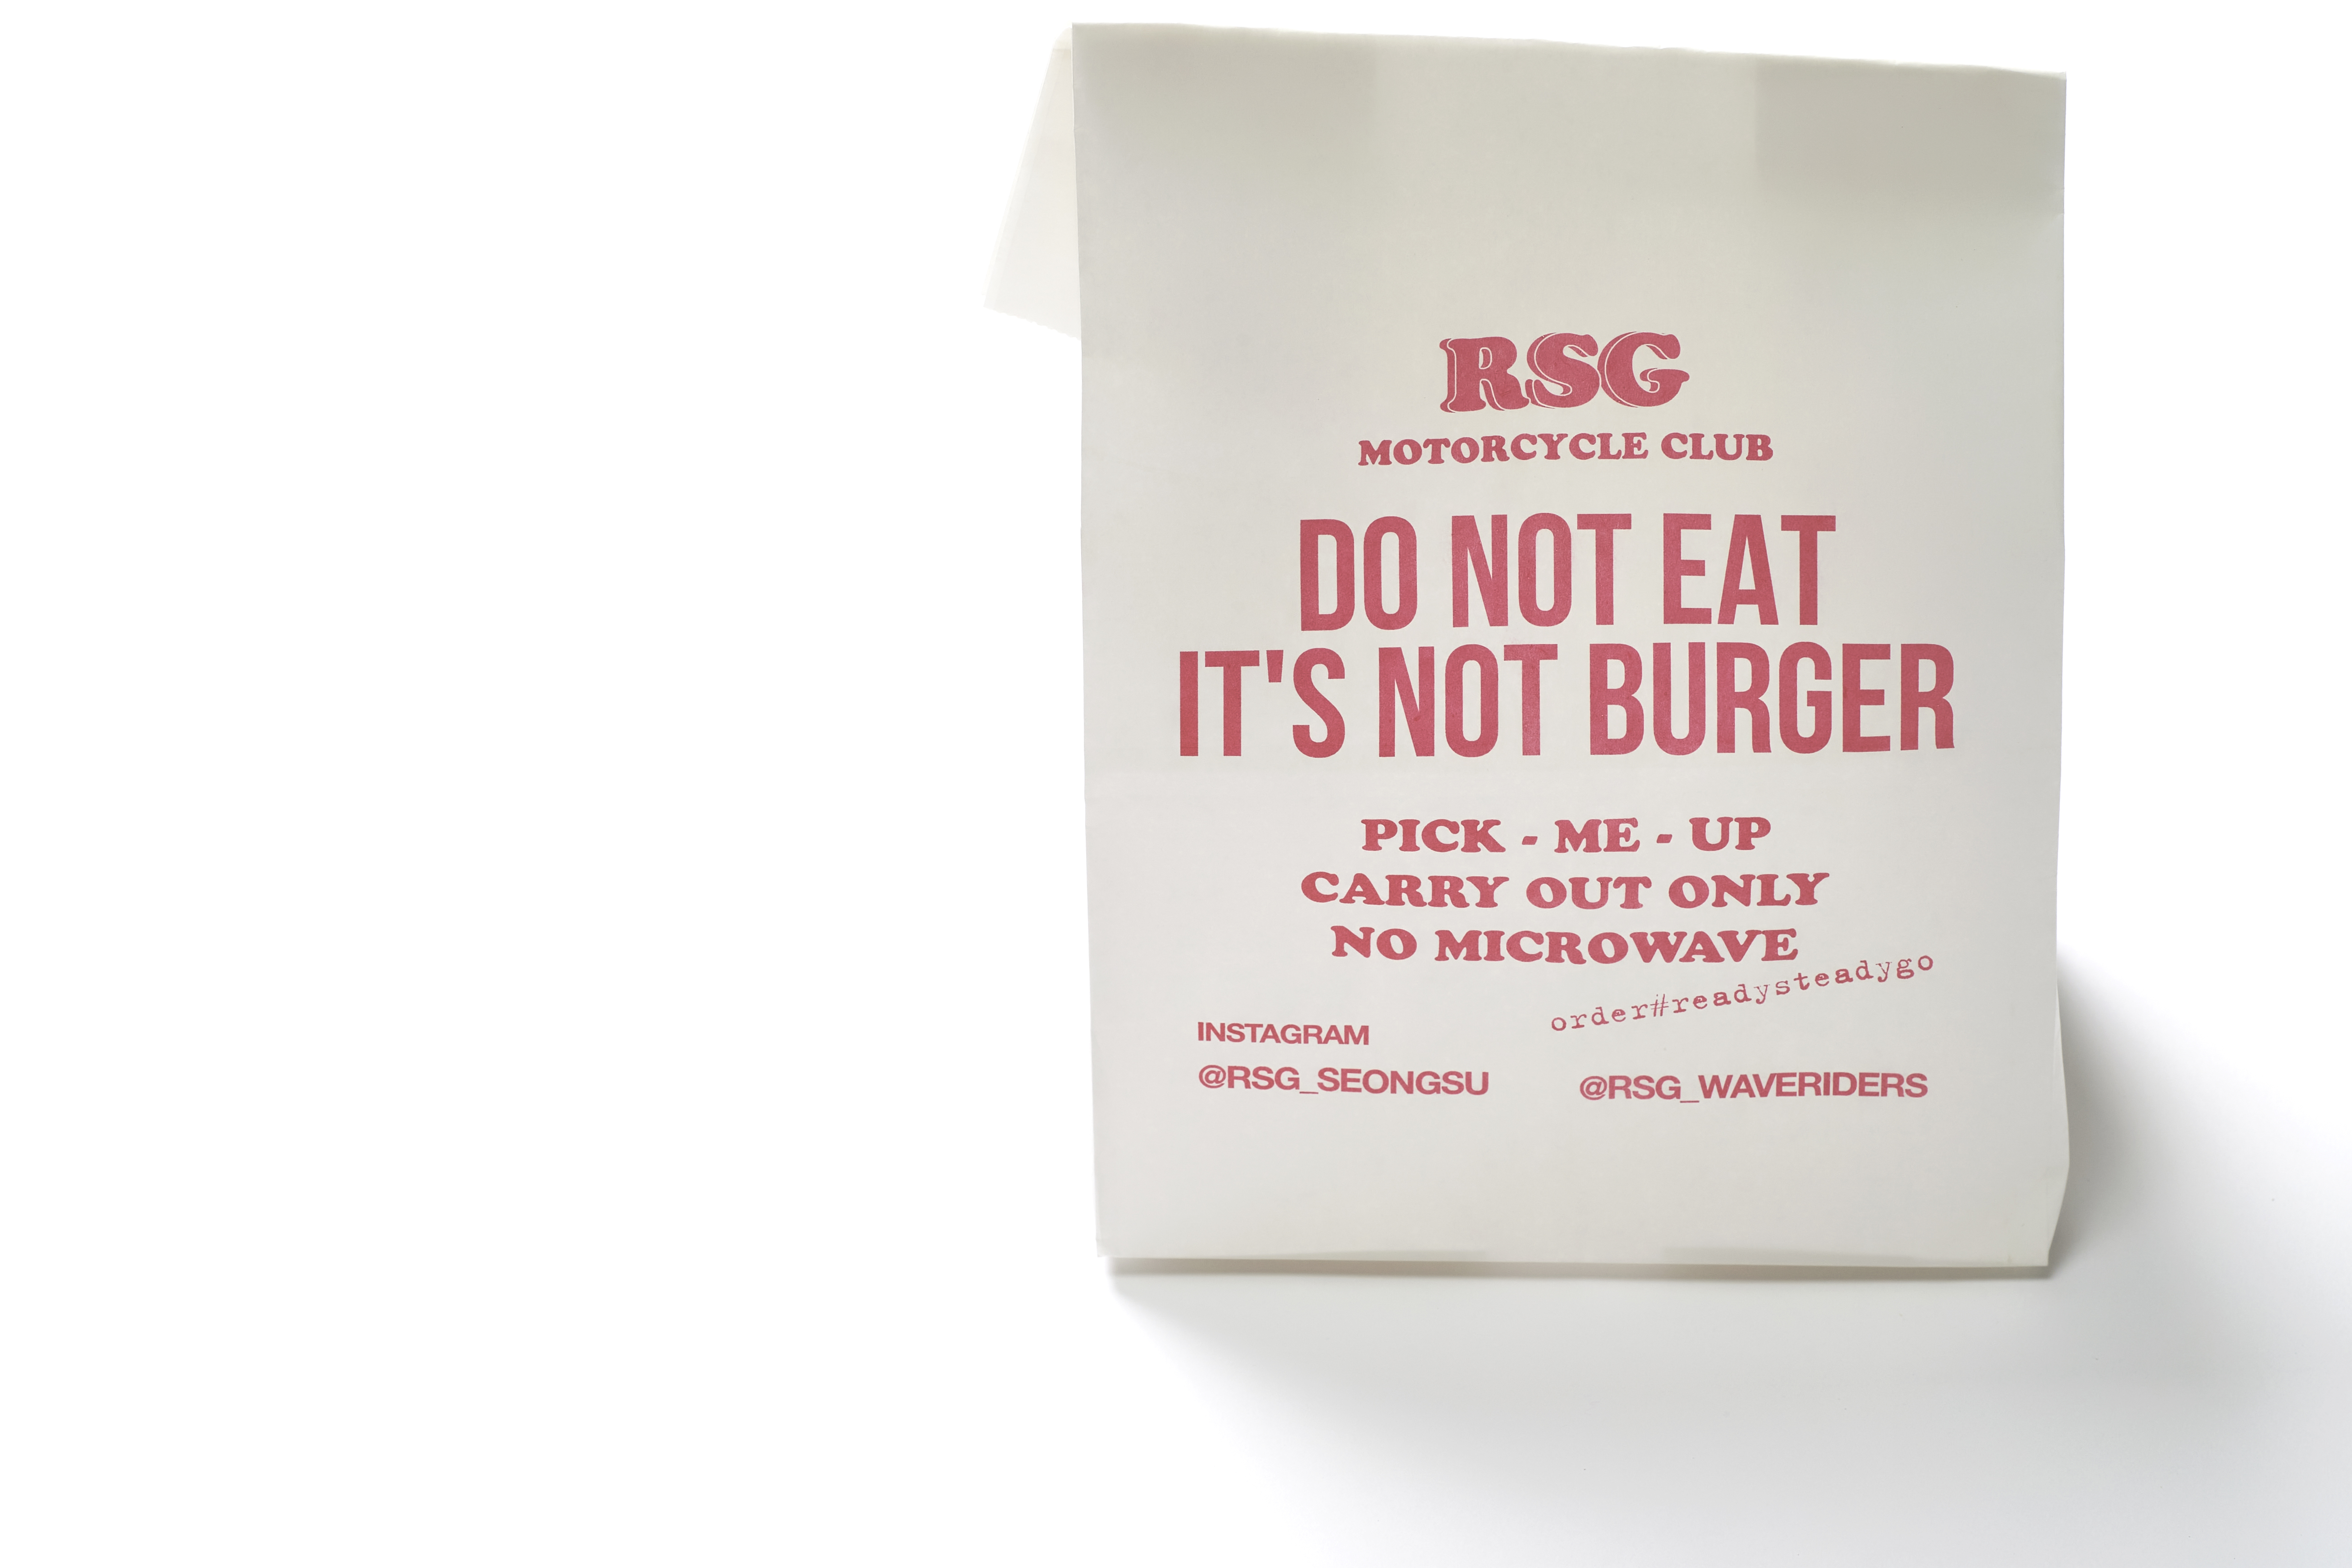 RSG
MOTORCYCLE CLUB
DO NOT EAT
IT'S NOT BURGER
PICK - ME - UP
CARRY OUT ONLY
NO MICROWAVE
order#readysteadygo
INSTAGRAM
@RSG_SEONGSU @RSG_WAVERIDERS